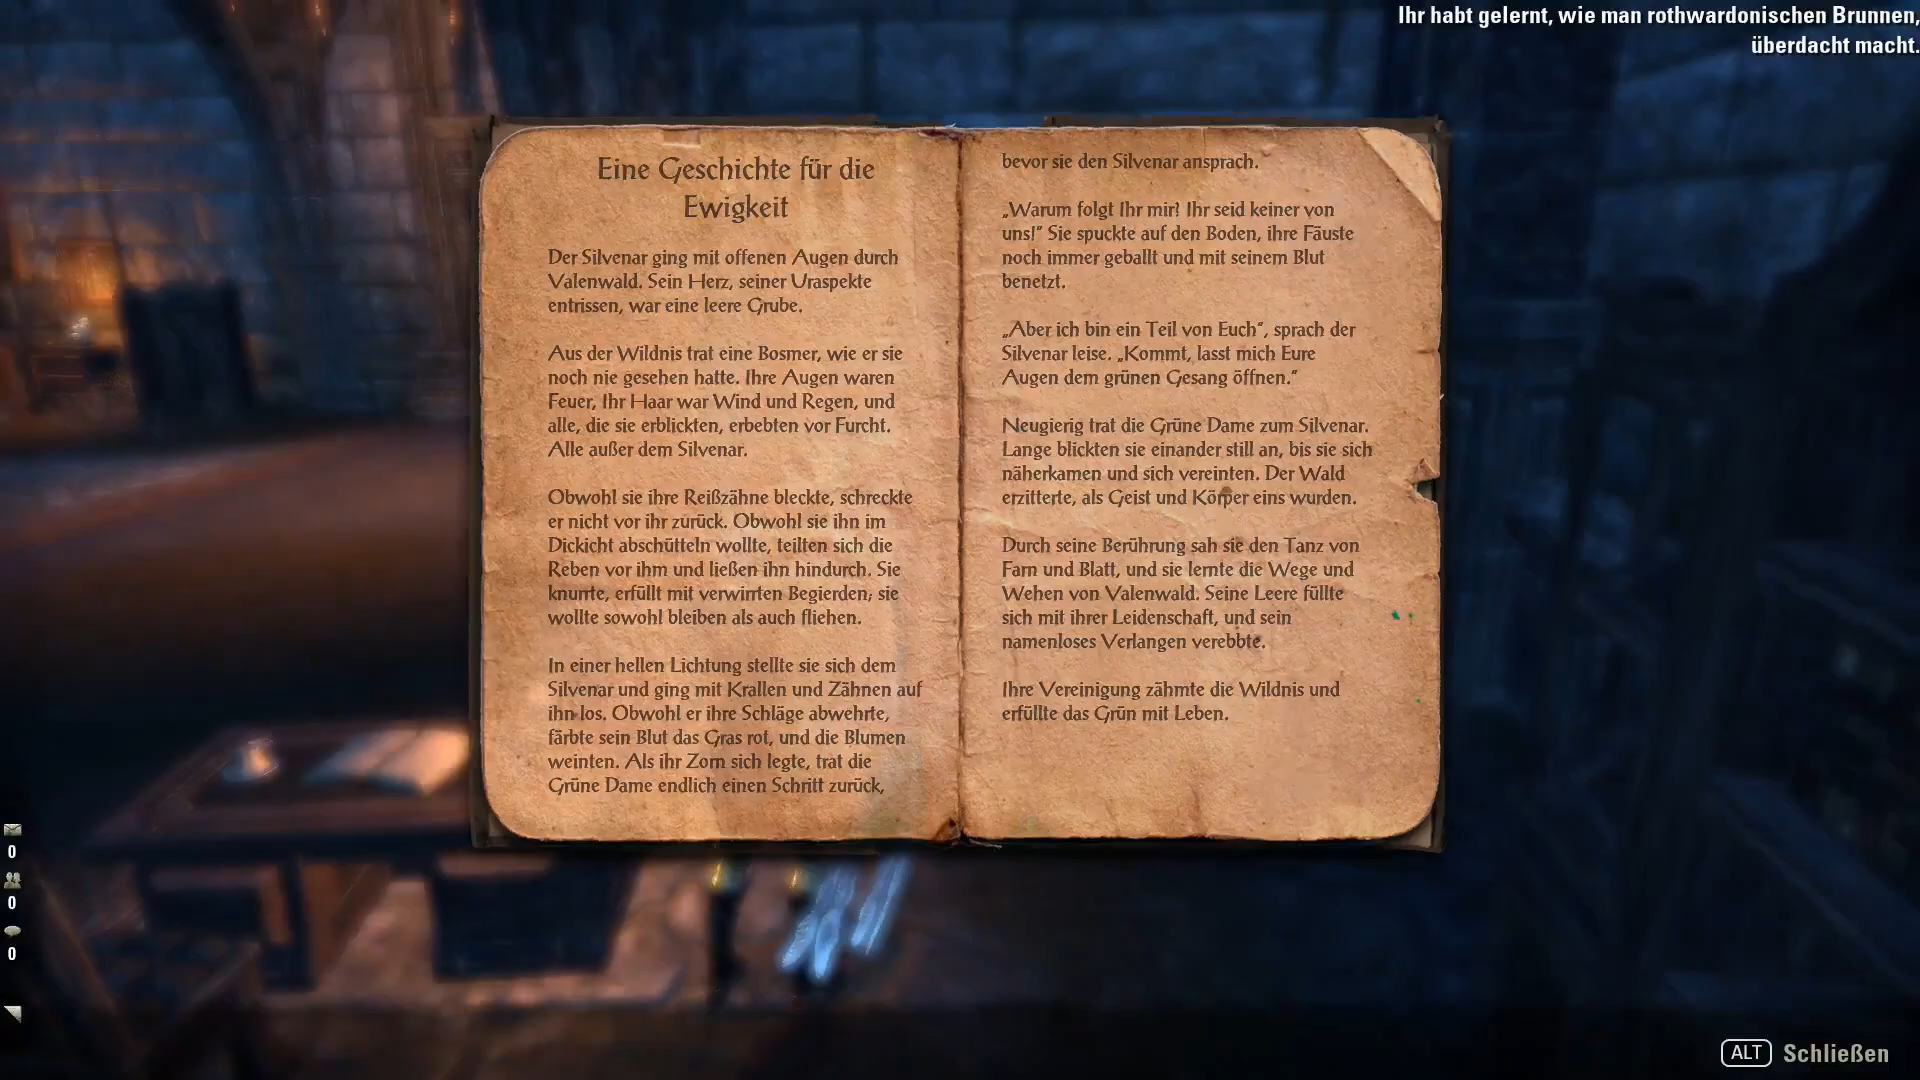 Ihr habt gelernt, wie man rothwardonischen Brunnen,
überdacht macht.
Eine Geschichte für die
Ewigkeit
Der Silvenar ging mit offenen Augen durch
Valenwald. Sein Herz, seiner Uraspekte
entrissen, war eine leere Grube.
Aus der Wildnis trat eine Bosmer, wie er sie
noch nie gesehen hatte. Ihre Augen waren
Feuer, Ihr Haar war Wind und Regen, und
alle, die sie erblickten, erbebten vor Furcht.
Alle außer dem Silvenar.
Obwohl sie ihre Reißzähne bleckte, schreckte
er nicht vor ihr zurück. Obwohl sie ihn im
Dickicht abschütteln wollte, teilten sich die
Reben vor ihm und ließen ihn hindurch. Sie
knurrte, erfüllt mit verwirrten Begierden; sie
wollte sowohl bleiben als auch fliehen.
In einer hellen Lichtung stellte sie sich dem
Silvenar und ging mit Krallen und Zähnen auf
ihn los. Obwohl er ihre Schläge abwehrte,
färbte sein Blut das Gras rot, und die Blumen
weinten. Als ihr Zorn sich legte, trat die
Grüne Dame endlich einen Schritt zurück,
bevor sie den Silvenar ansprach.
„Warum folgt Ihr mir? Ihr seid keiner von
uns!“ Sie spuckte auf den Boden, ihre Fäuste
noch immer geballt und mit seinem Blut
benetzt.
„Aber ich bin ein Teil von Euch“, sprach der
Silvenar leise. „Kommt, lasst mich Eure
Augen dem grünen Gesang öffnen.“
Neugierig trat die Grüne Dame zum Silvenar.
Lange blickten sie einander still an, bis sie sich
näherkamen und sich vereinten. Der Wald
erzitterte, als Geist und Körper eins wurden.
Durch seine Berührung sah sie den Tanz von
Farn und Blatt, und sie lernte die Wege und
Wehen von Valenwald. Seine Leere füllte
sich mit ihrer Leidenschaft, und sein
namenloses Verlangen verebbte.
Ihre Vereinigung zähmte die Wildnis und
erfüllte das Grün mit Leben.
0
0
0
ALT Schließen